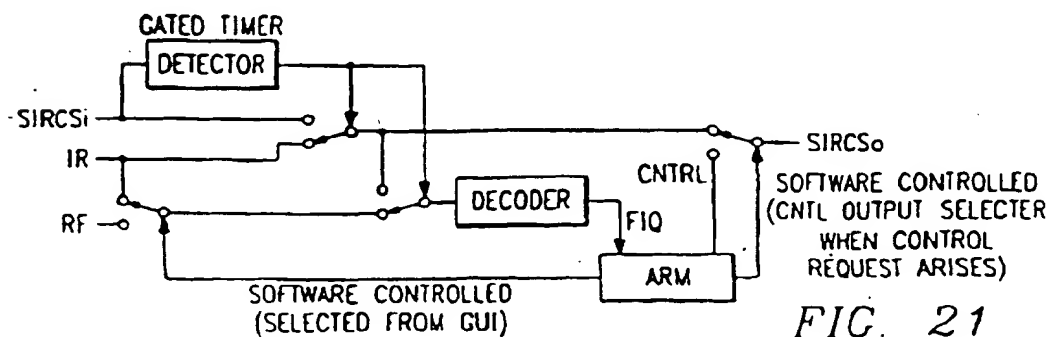 GATED TIMER
DETECTOR
SIRCSi
IR
RF
DECODER
FIQ
CNTRL
ARM
SIRCSo
SOFTWARE CONTROLLED
(CNTL OUTPUT SELECTER
WHEN CONTROL
REQUEST ARISES)
SOFTWARE CONTROLLED
(SELECTED FROM GUI)
FIG. 21